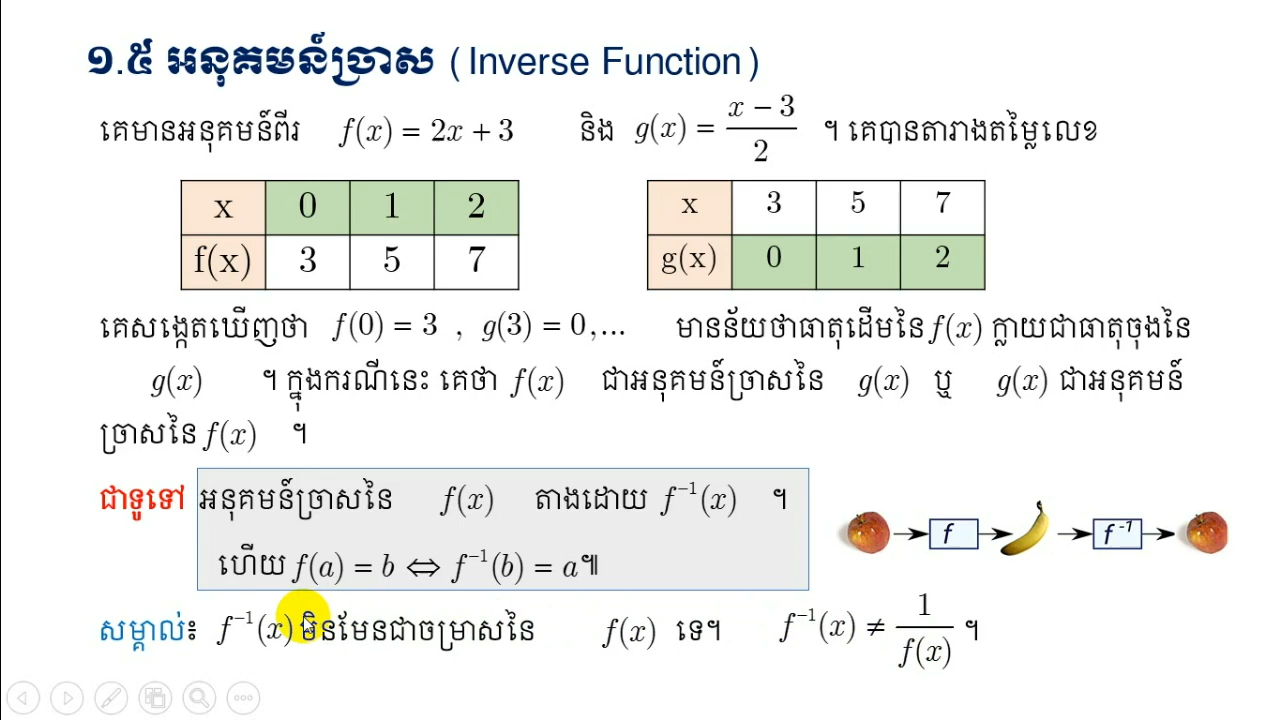 ១.៥ អនុគមន៍ច្រាស ( Inverse Function )
គេមានអនុគមន៍ពីរ f(x) = 2x + 3 និង g(x) = (x − 3)/2 ។ គេបានតារាងតម្លៃលេខ
x 0 1 2
f(x) 3 5 7
x 3 5 7
g(x) 0 1 2
គេសង្កេតឃើញថា f(0) = 3 , g(3) = 0,... មានន័យថាធាតុដើមនៃ f(x) ក្លាយជាធាតុចុងនៃ
g(x) ។ ក្នុងករណីនេះ គេថា f(x) ជាអនុគមន៍ច្រាសនៃ g(x) ឬ g(x) ជាអនុគមន៍
ច្រាសនៃ f(x) ។
ជាទូទៅ អនុគមន៍ច្រាសនៃ f(x) តាងដោយ f⁻¹(x) ។
ហើយ f(a) = b ⇔ f⁻¹(b) = a៕
f f⁻¹
សម្គាល់៖ f⁻¹(x) មិនមែនជាចម្រាសនៃ f(x) ទេ។ f⁻¹(x) ≠ 1/f(x) ។